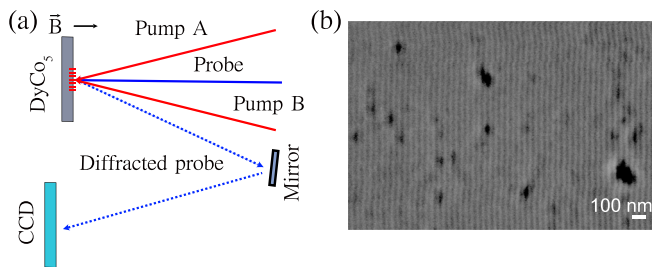 (a)
B
Pump A
Probe
Pump B
DyCo5
Diffracted probe
Mirror
CCD
(b)
100 nm